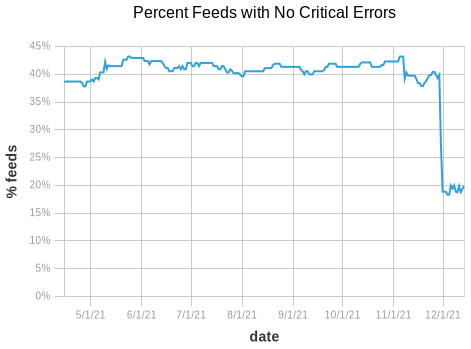 Percent Feeds with No Critical Errors
45%
40%
35%
30%
25%
20%
15%
10%
5%
0%
% feeds
5/1/21 6/1/21 7/1/21 8/1/21 9/1/21 10/1/21 11/1/21 12/1/21
date